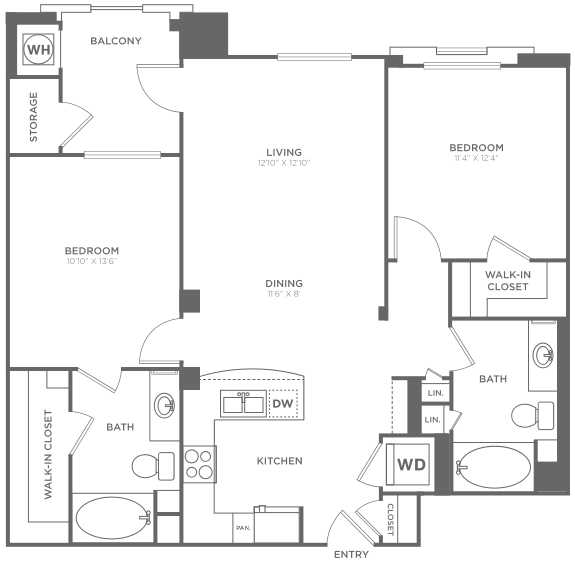 BALCONY
WH
STORAGE
LIVING
12'10" X 12'10"
BEDROOM
11'4" X 12'4"
BEDROOM
10'10" X 13'6"
DINING
11'6" X 8'
WALK-IN
CLOSET
BATH
LIN.
LIN.
DW
BATH
WALK-IN CLOSET
KITCHEN
WD
CLOSET
PAN.
ENTRY